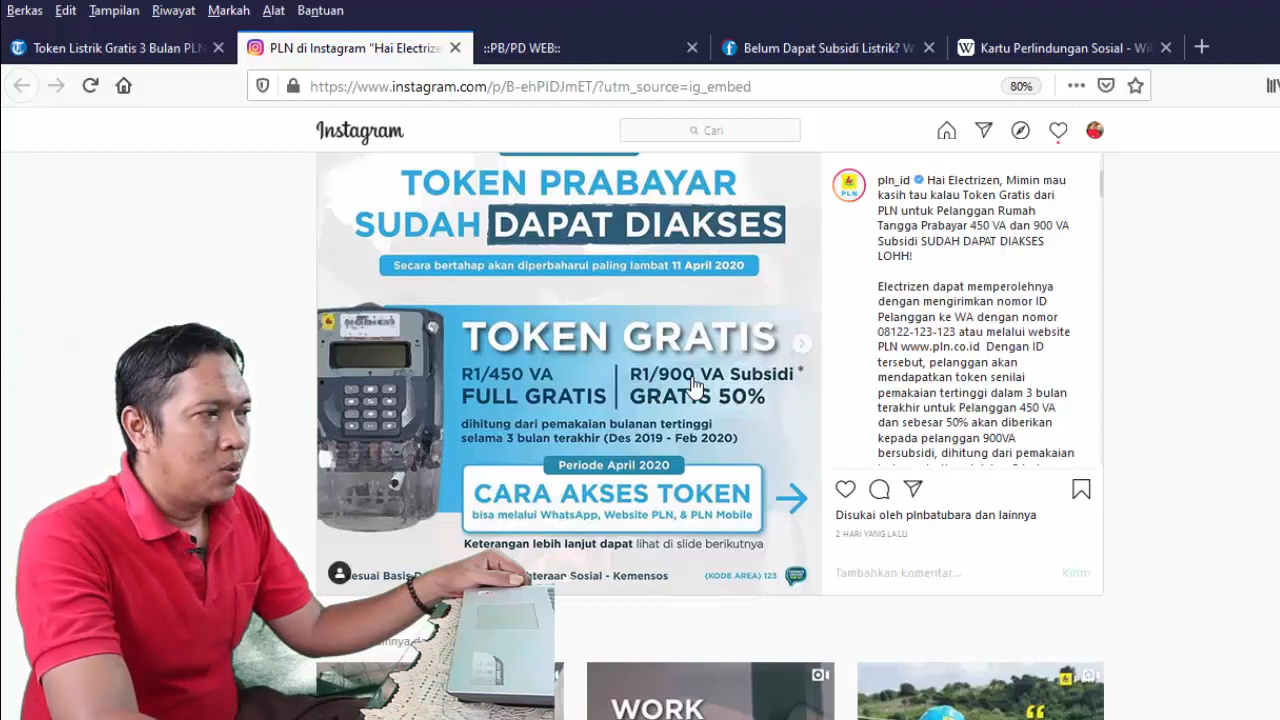 Berkas Edit Tampilan Riwayat Markah Alat Bantuan
Token Listrik Gratis 3 Bulan PLN
PLN di Instagram "Hai Electrize
::PB/PD WEB::
Belum Dapat Subsidi Listrik? W
Kartu Perlindungan Sosial - Wi
https://www.instagram.com/p/B-ehPIDJmET/?utm_source=ig_embed
80%
Instagram
Cari
TOKEN PRABAYAR
SUDAH DAPAT DIAKSES
Secara bertahap akan diperbaharui paling lambat 11 April 2020
TOKEN GRATIS
R1/450 VA
FULL GRATIS
R1/900 VA Subsidi *
GRATIS 50%
dihitung dari pemakaian bulanan tertinggi
selama 3 bulan terakhir (Des 2019 - Feb 2020)
Periode April 2020
CARA AKSES TOKEN
bisa melalui WhatsApp, Website PLN, & PLN Mobile
Keterangan lebih lanjut dapat lihat di slide berikutnya
esuai Basis D
hteraan Sosial - Kemensos
(KODE AREA) 123
PLN
pln_id Hai Electrizen, Mimin mau
kasih tau kalau Token Gratis dari
PLN untuk Pelanggan Rumah
Tangga Prabayar 450 VA dan 900 VA
Subsidi SUDAH DAPAT DIAKSES
LOHH!
Electrizen dapat memperolehnya
dengan mengirimkan nomor ID
Pelanggan ke WA dengan nomor
08122-123-123 atau melalui website
PLN www.pln.co.id Dengan ID
tersebut, pelanggan akan
mendapatkan token senilai
pemakaian tertinggi dalam 3 bulan
terakhir untuk Pelanggan 450 VA
dan sebesar 50% akan diberikan
kepada pelanggan 900VA
bersubsidi, dihitung dari pemakaian
Disukai oleh plnbatubara dan lainnya
2 HARI YANG LALU
Tambahkan komentar...
Kirim
WORK